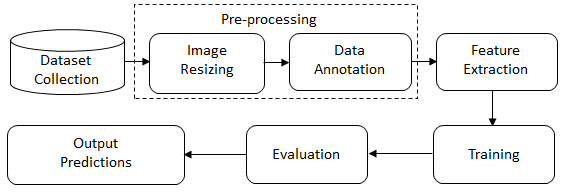 Pre-processing
Dataset
Collection
Image
Resizing
Data
Annotation
Feature
Extraction
Training
Evaluation
Output
Predictions